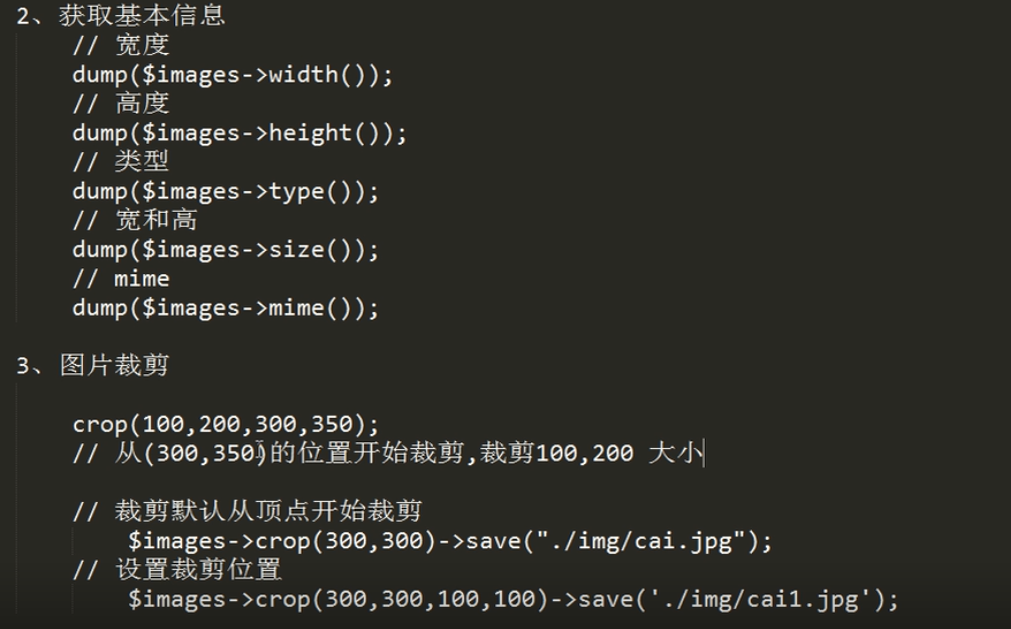 2、获取基本信息
// 宽度
dump($images->width());
// 高度
dump($images->height());
// 类型
dump($images->type());
// 宽和高
dump($images->size());
// mime
dump($images->mime());
3、图片裁剪
crop(100,200,300,350);
// 从(300,350)的位置开始裁剪,裁剪100,200 大小
// 裁剪默认从顶点开始裁剪
$images->crop(300,300)->save("./img/cai.jpg");
// 设置裁剪位置
$images->crop(300,300,100,100)->save('./img/cai1.jpg');